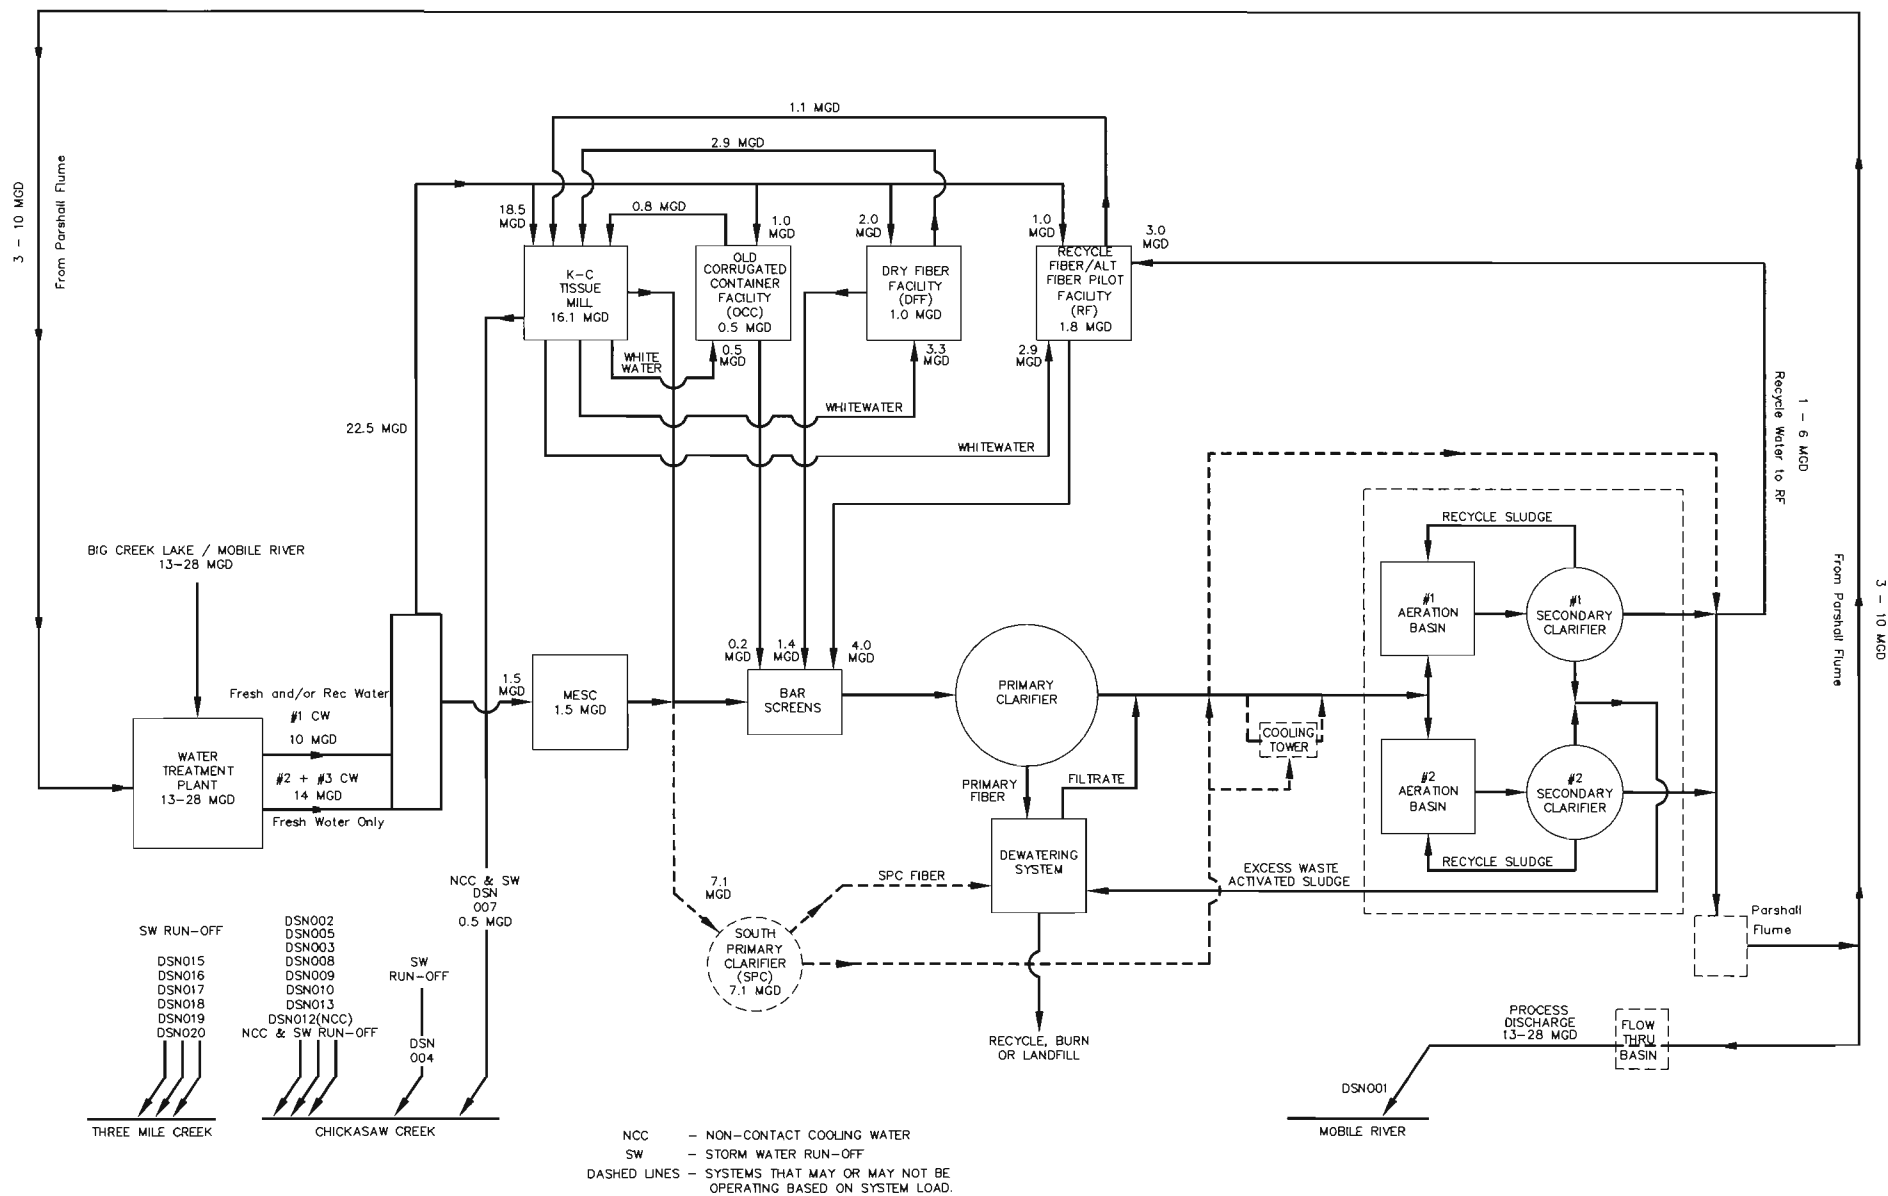 1.1 MGD
2.9 MGD
3 - 10 MGD
From Parshall Flume
18.5
MGD
0.8 MGD
1.0
MGD
2.0
MGD
1.0
MGD
3.0
MGD
K-C
TISSUE
MILL
16.1 MGD
OLD
CORRUGATED
CONTAINER
FACILITY
(OCC)
0.5 MGD
DRY FIBER
FACILITY
(DFF)
1.0 MGD
RECYCLE
FIBER/ALT
FIBER PILOT
FACILITY
(RF)
1.8 MGD
WHITE
WATER
0.5
MGD
3.3
MGD
2.9
MGD
WHITEWATER
WHITEWATER
22.5 MGD
1 - 6 MGD
Recycle Water to RF
BIG CREEK LAKE / MOBILE RIVER
13-28 MGD
RECYCLE SLUDGE
#1
AERATION
BASIN
#1
SECONDARY
CLARIFIER
3 - 10 MGD
From Parshall Flume
0.2
MGD
1.4
MGD
4.0
MGD
1.5
MGD
MESC
1.5 MGD
BAR
SCREENS
PRIMARY
CLARIFIER
Fresh and/or Rec Water
#1 CW
10 MGD
WATER
TREATMENT
PLANT
13-28 MGD
#2 + #3 CW
14 MGD
Fresh Water Only
COOLING
TOWER
PRIMARY
FIBER
FILTRATE
#2
AERATION
BASIN
#2
SECONDARY
CLARIFIER
RECYCLE SLUDGE
DEWATERING
SYSTEM
EXCESS WASTE
ACTIVATED SLUDGE
SPC FIBER
7.1
MGD
SOUTH
PRIMARY
CLARIFIER
(SPC)
7.1 MGD
NCC & SW
DSN
007
0.5 MGD
Parshall
Flume
SW RUN-OFF
DSN015
DSN016
DSN017
DSN018
DSN019
DSN020
DSN002
DSN005
DSN003
DSN008
DSN009
DSN010
DSN013
DSN012(NCC)
NCC & SW RUN-OFF
SW
RUN-OFF
DSN
004
RECYCLE, BURN
OR LANDFILL
PROCESS
DISCHARGE
13-28 MGD
FLOW
THRU
BASIN
DSN001
THREE MILE CREEK
CHICKASAW CREEK
MOBILE RIVER
NCC - NON-CONTACT COOLING WATER
SW - STORM WATER RUN-OFF
DASHED LINES - SYSTEMS THAT MAY OR MAY NOT BE
OPERATING BASED ON SYSTEM LOAD.